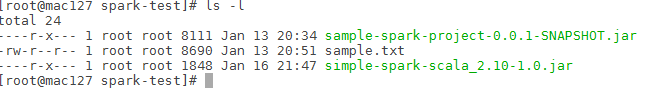 [root@mac127 spark-test]# ls -l
total 24
----r-x--- 1 root root 8111 Jan 13 20:34 sample-spark-project-0.0.1-SNAPSHOT.jar
-rw-r--r-- 1 root root 8690 Jan 13 20:51 sample.txt
----r-x--- 1 root root 1848 Jan 16 21:47 simple-spark-scala_2.10-1.0.jar
[root@mac127 spark-test]#